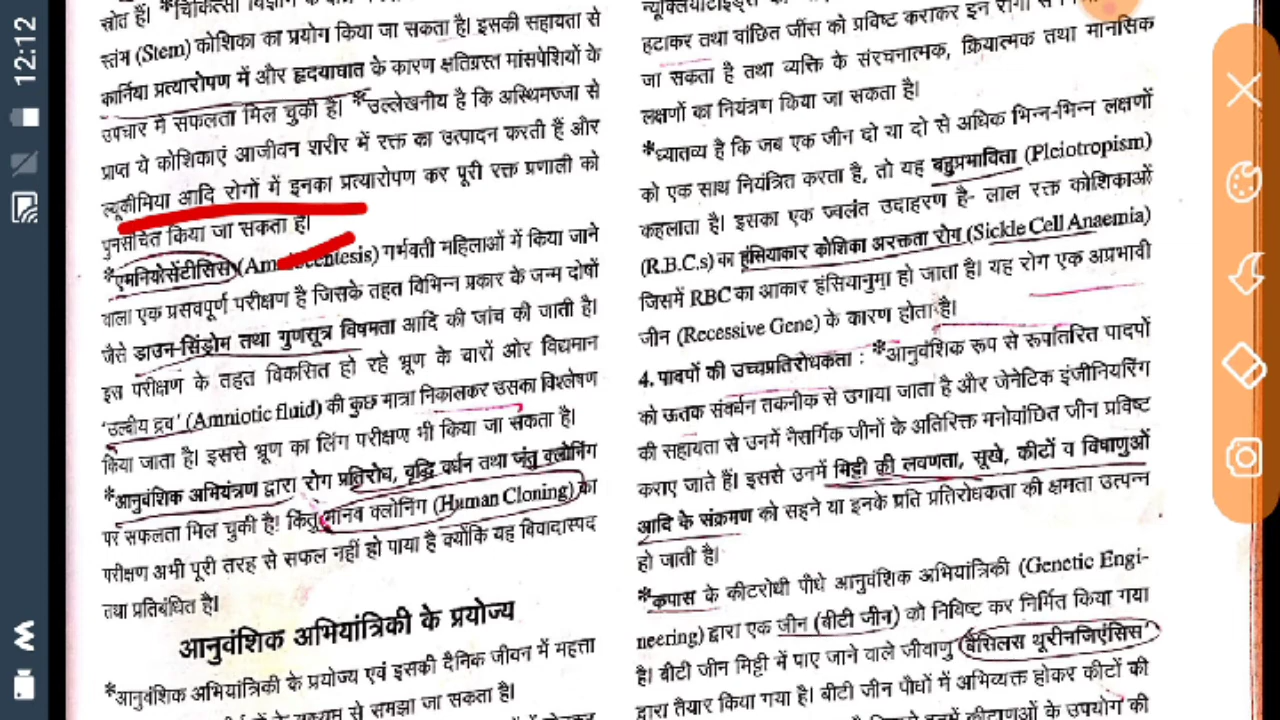 12:12
स्रोत हैं। *चिकित्सा विज्ञान के
स्तंम (Stem) कोशिका का प्रयोग किया जा सकता है। इसकी सहायता से
कार्निया प्रत्यारोपण में और हृदयाघात के कारण क्षतिग्रस्त मांसपेशियों के
उपचार में सफलता मिल चुकी है। *उल्लेखनीय है कि अस्थिमज्जा से
प्राप्त ये कोशिकाएं आजीवन शरीर में रक्त का उत्पादन करती हैं और
ल्यूकीमिया आदि रोगों में इनका प्रत्यारोपण कर पूरी रक्त प्रणाली को
पुनर्संचित किया जा सकता है।
*एमनियोसेंटीसिस गर्भवती महिलाओं में किया जाने
वाला एक प्रसवपूर्ण परीक्षण है जिसके तहत विभिन्न प्रकार के जन्म दोषों
जैसे डाउन-सिंड्रोम तथा गुणसूत्र विषमता आदि की जांच की जाती है।
इस परीक्षण के तहत विकसित हो रहे भ्रूण के चारों ओर विद्यमान
'उल्बीय द्रव' (Amniotic fluid) की कुछ मात्रा निकालकर उसका विश्लेषण
किया जाता है। इससे भ्रूण का लिंग परीक्षण भी किया जा सकता है।
*आनुवंशिक अभियंत्रण द्वारा रोग प्रतिरोध, वृद्धि वर्धन तथा जंतु क्लोनिंग
पर सफलता मिल चुकी है! किंतु मानव क्लोनिंग (Human Cloning) का
परीक्षण अभी पूरी तरह से सफल नहीं हो पाया है क्योंकि यह विवादास्पद
तथा प्रतिबंधित है।
आनुवंशिक अभियांत्रिकी के प्रयोज्य
*आनुवंशिक अभियांत्रिकी के प्रयोज्य एवं इसकी दैनिक जीवन में महत्ता
से समझा जा सकता है।
हटाकर तथा वांछित जींस को प्रविष्ट कराकर इन रोगों से
जा सकता है तथा व्यक्ति के संरचनात्मक, क्रियात्मक तथा मानसिक
लक्षणों का नियंत्रण किया जा सकता है।
*ध्यातव्य है कि जब एक जीन दो या दो से अधिक भिन्न-भिन्न लक्षणों
को एक साथ नियंत्रित करता है, तो यह बहुप्रभाविता (Pleiotropism)
कहलाता है। इसका एक ज्वलंत उदाहरण है- लाल रक्त कोशिकाओं
(R.B.C.s) का हंसियाकार कोशिका अरक्तता रोग (Sickle Cell Anaemia)
जिसमें RBC का आकार हंसियानुमा हो जाता है। यह रोग एक अप्रभावी
जीन (Recessive Gene) के कारण होता है।
4. पादपों की उच्चप्रतिरोधकता : *आनुवंशिक रूप से रूपांतरित पादपों
को ऊतक संवर्धन तकनीक से उगाया जाता है और जेनेटिक इंजीनियरिंग
की सहायता से उनमें नैसर्गिक जीनों के अतिरिक्त मनोवांछित जीन प्रविष्ट
कराए जाते हैं। इससे उनमें मिट्टी की लवणता, सूखे, कीटों व विषाणुओं
आदि के संक्रमण को सहने या इनके प्रति प्रतिरोधकता की क्षमता उत्पन्न
हो जाती है।
*कपास के कीटरोधी पौधे आनुवंशिक अभियांत्रिकी (Genetic Engi-
neering) द्वारा एक जीन (बीटी जीन) को निविष्ट कर निर्मित किया गया
है। बीटी जीन मिट्टी में पाए जाने वाले जीवाणु 'बैसिलस थूरीनजिएंसिस'
द्वारा तैयार किया गया है। बीटी जीन पौधों में अभिव्यक्त होकर कीटों की
कीटाणुओं के उपयोग की